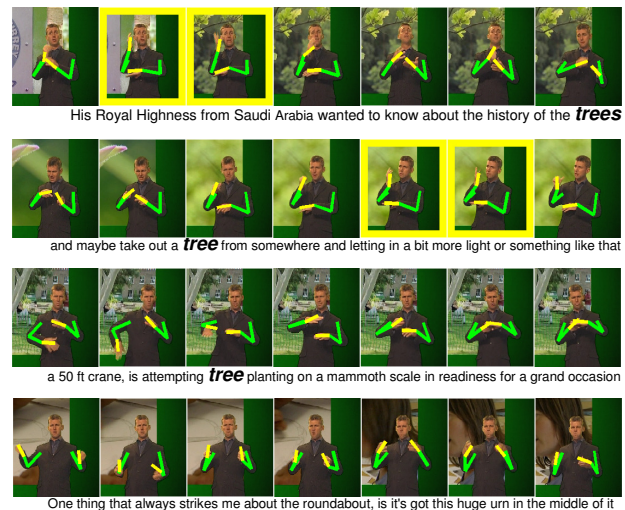 His Royal Highness from Saudi Arabia wanted to know about the history of the trees
and maybe take out a tree from somewhere and letting in a bit more light or something like that
a 50 ft crane, is attempting tree planting on a mammoth scale in readiness for a grand occasion
One thing that always strikes me about the roundabout, is it's got this huge urn in the middle of it